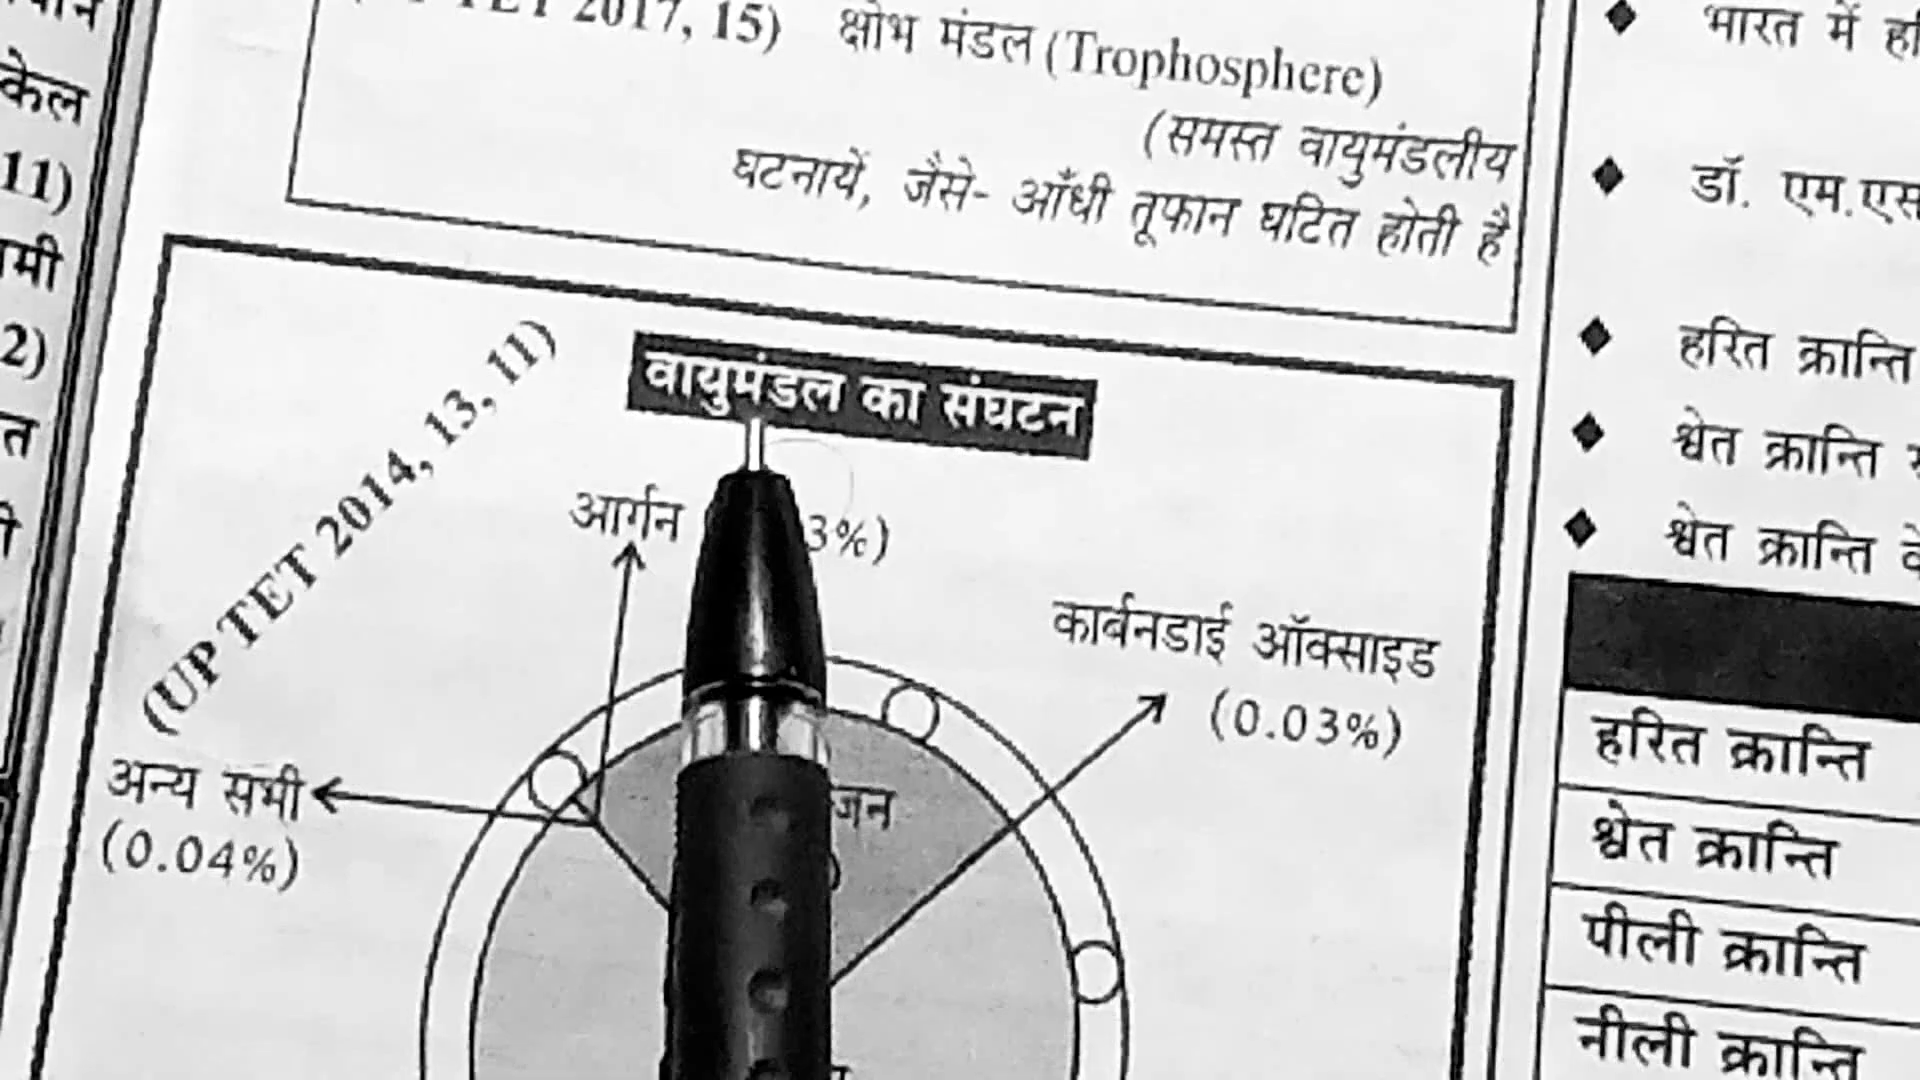 केल
11)
2)
त
2017, 15) क्षोभ मंडल (Trophosphere)
(समस्त वायुमंडलीय
घटनायें, जैसे- आँधी तूफान घटित होती है
(UP TET 2014, 13, 11)
वायुमंडल का संघटन
आर्गन 3%)
कार्बनडाई ऑक्साइड
(0.03%)
अन्य सभी
(0.04%)
जन
भारत में
डॉ. एम.एस
हरित क्रान्ति
श्वेत क्रान्ति
श्वेत क्रान्ति
हरित क्रान्ति
श्वेत क्रान्ति
पीली क्रान्ति
नीली क्रान्ति